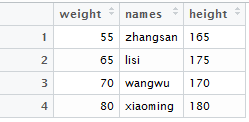 weight names height
1 55 zhangsan 165
2 65 lisi 175
3 70 wangwu 170
4 80 xiaoming 180